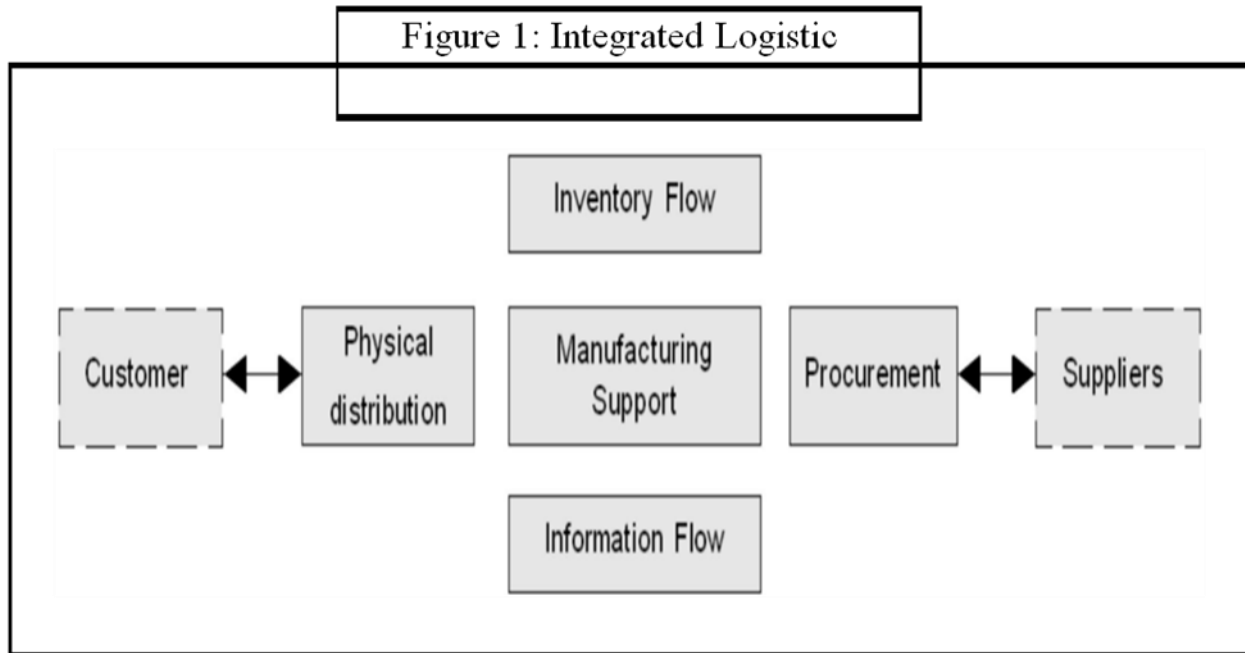 Figure 1: Integrated Logistic
Inventory Flow
Customer
Physical
distribution
Manufacturing
Support
Procurement
Suppliers
Information Flow